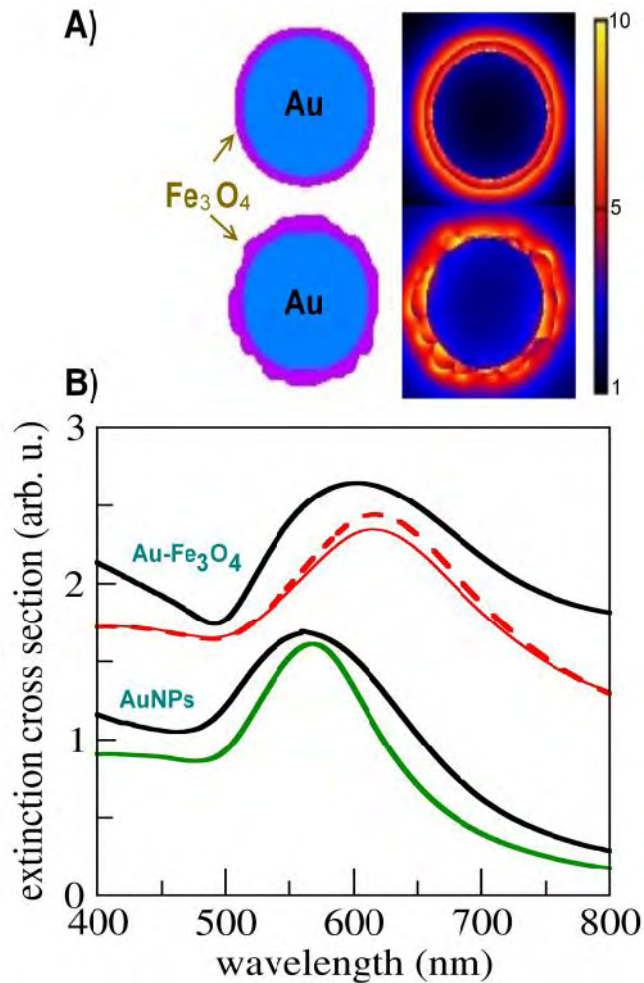 A)
Au
Fe₃O₄
Au
10
5
1
B)
3
2
1
0
Au-Fe₃O₄
AuNPs
extinction cross section (arb. u.)
400 500 600 700 800
wavelength (nm)